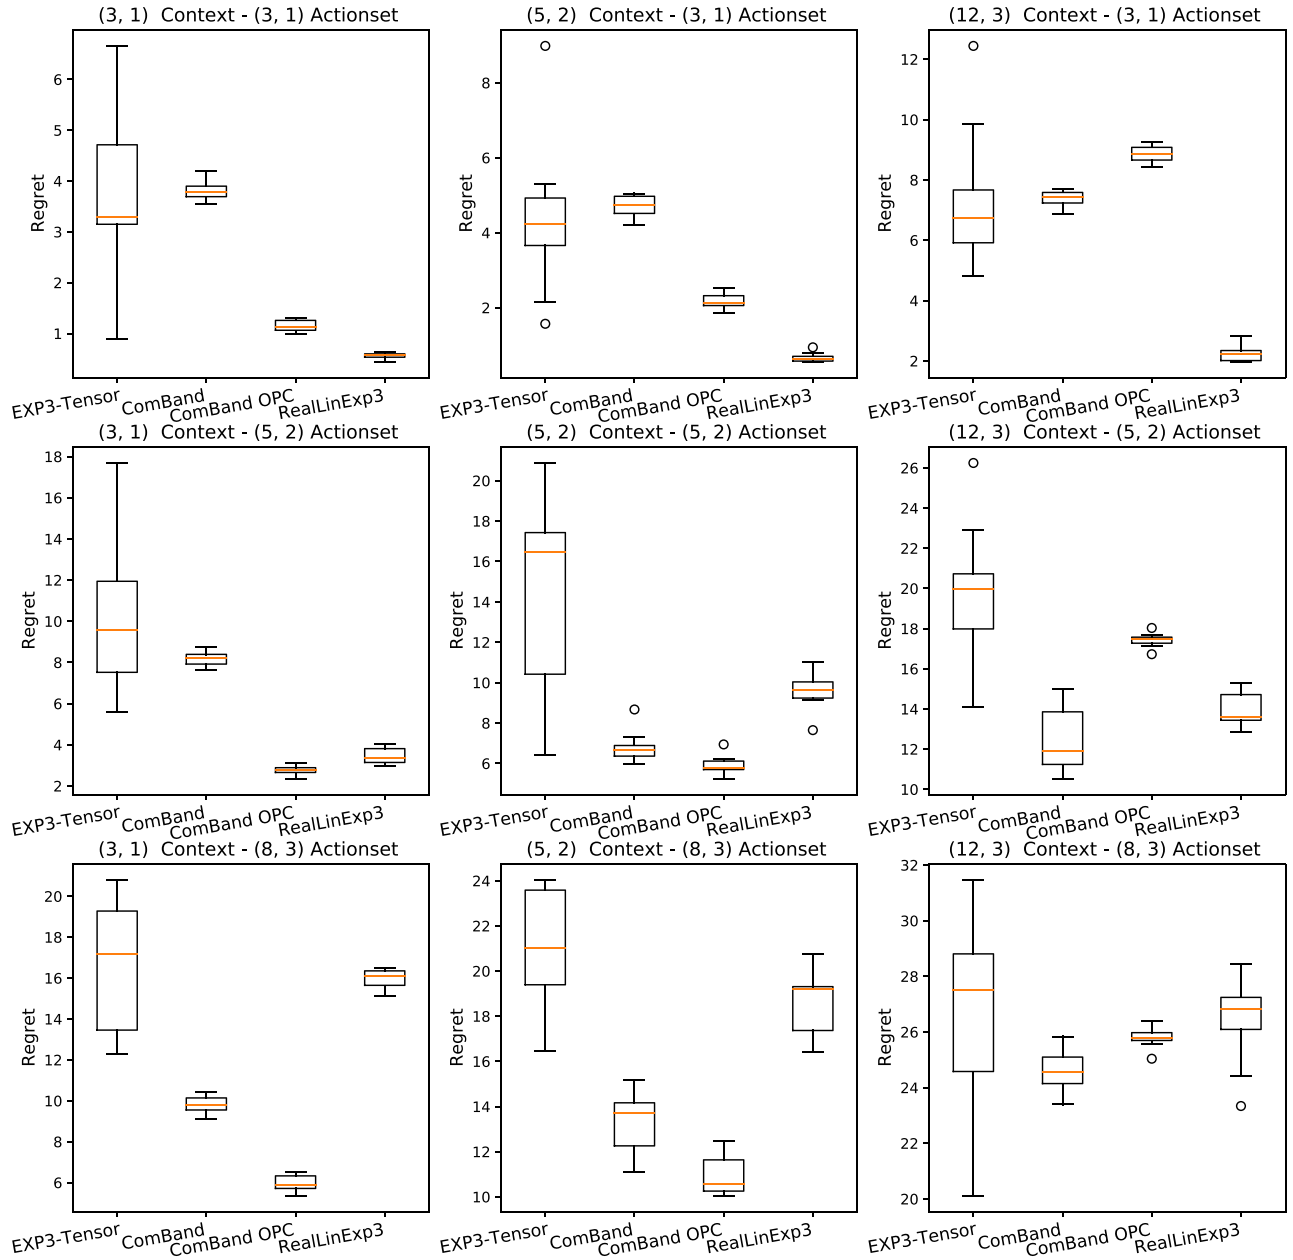 (3, 1)  Context - (3, 1) Actionset
Regret
6
5
4
3
2
1
EXP3-Tensor
ComBand
ComBand OPC
RealLinExp3
(5, 2)  Context - (3, 1) Actionset
Regret
8
6
4
2
EXP3-Tensor
ComBand
ComBand OPC
RealLinExp3
(12, 3)  Context - (3, 1) Actionset
Regret
12
10
8
6
4
2
EXP3-Tensor
ComBand
ComBand OPC
RealLinExp3
(3, 1)  Context - (5, 2) Actionset
Regret
18
16
14
12
10
8
6
4
2
EXP3-Tensor
ComBand
ComBand OPC
RealLinExp3
(5, 2)  Context - (5, 2) Actionset
Regret
20
18
16
14
12
10
8
6
EXP3-Tensor
ComBand
ComBand OPC
RealLinExp3
(12, 3)  Context - (5, 2) Actionset
Regret
26
24
22
20
18
16
14
12
10
EXP3-Tensor
ComBand
ComBand OPC
RealLinExp3
(3, 1)  Context - (8, 3) Actionset
Regret
20
18
16
14
12
10
8
6
EXP3-Tensor
ComBand
ComBand OPC
RealLinExp3
(5, 2)  Context - (8, 3) Actionset
Regret
24
22
20
18
16
14
12
10
EXP3-Tensor
ComBand
ComBand OPC
RealLinExp3
(12, 3)  Context - (8, 3) Actionset
Regret
32
30
28
26
24
22
20
EXP3-Tensor
ComBand
ComBand OPC
RealLinExp3